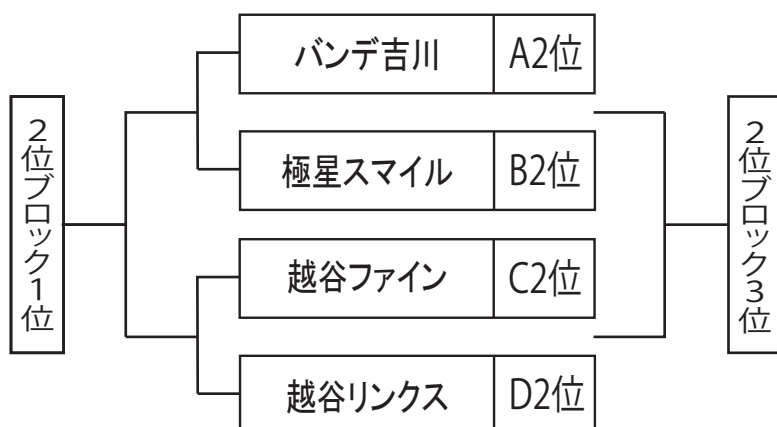 ２位ブロック１位
バンデ吉川 A2位
極星スマイル B2位
越谷ファイン C2位
越谷リンクス D2位
２位ブロック３位